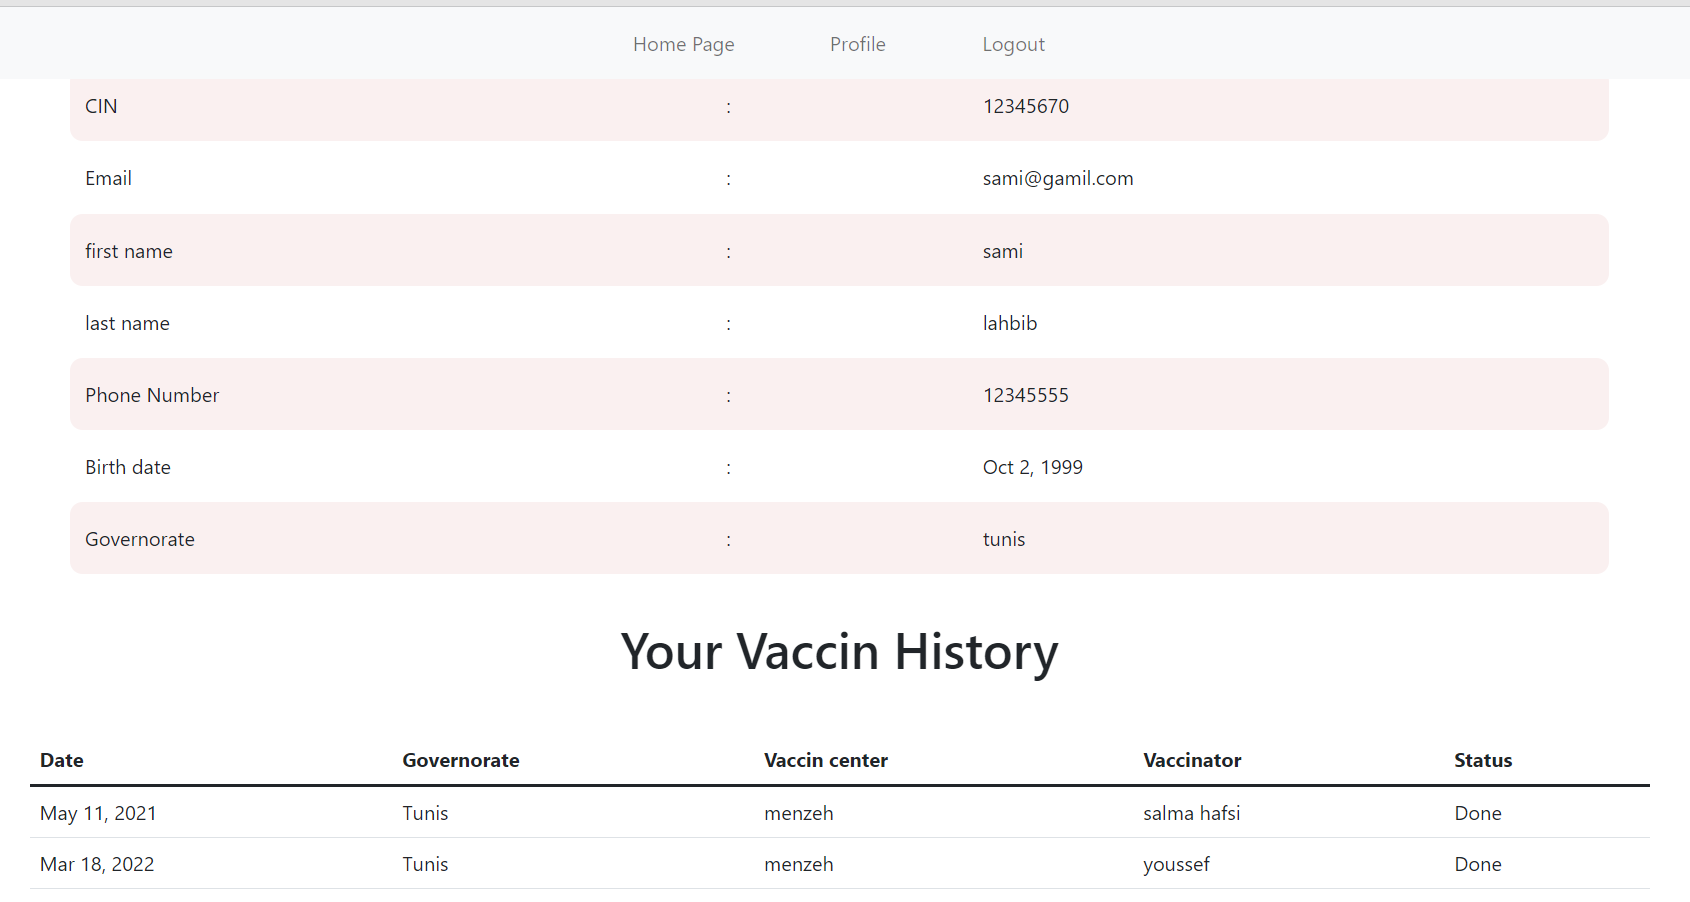 Home Page Profile Logout
CIN : 12345670
Email : sami@gamil.com
first name : sami
last name : lahbib
Phone Number : 12345555
Birth date : Oct 2, 1999
Governorate : tunis
Your Vaccin History
Date Governorate Vaccin center Vaccinator Status
May 11, 2021 Tunis menzeh salma hafsi Done
Mar 18, 2022 Tunis menzeh youssef Done